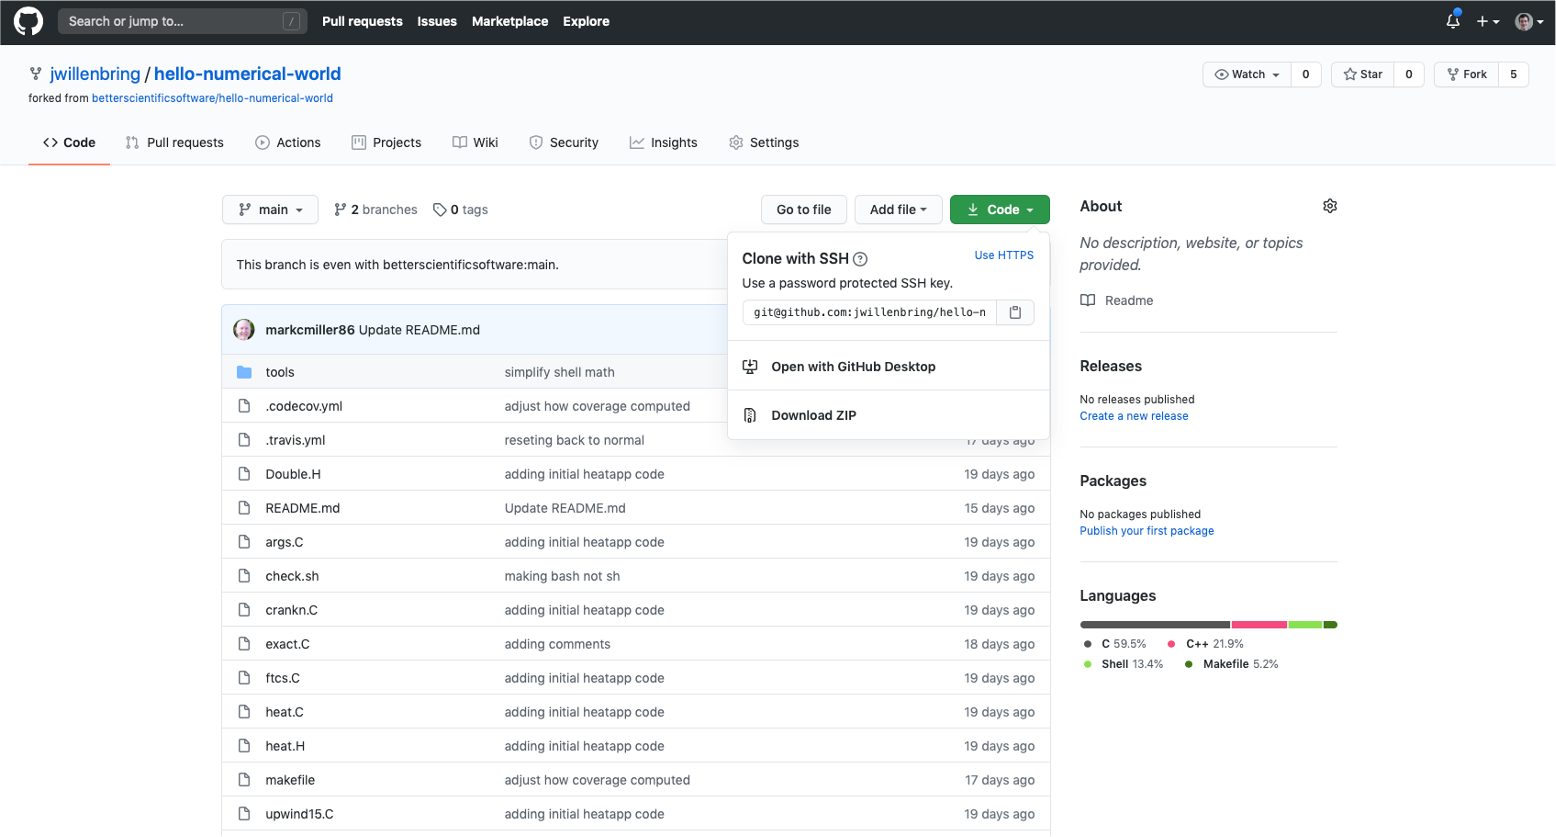 Search or jump to... / Pull requests Issues Marketplace Explore
jwillenbring / hello-numerical-world
Watch 0 Star 0 Fork 5
forked from betterscientificsoftware/hello-numerical-world
Code Pull requests Actions Projects Wiki Security Insights Settings
main 2 branches 0 tags Go to file Add file Code
This branch is even with betterscientificsoftware:main.
Clone with SSH ? Use HTTPS
Use a password protected SSH key.
git@github.com:jwillenbring/hello-n
Open with GitHub Desktop
Download ZIP
markcmiller86 Update README.md
tools simplify shell math
.codecov.yml adjust how coverage computed
.travis.yml reseting back to normal 17 days ago
Double.H adding initial heatapp code 19 days ago
README.md Update README.md 15 days ago
args.C adding initial heatapp code 19 days ago
check.sh making bash not sh 19 days ago
crankn.C adding initial heatapp code 19 days ago
exact.C adding comments 18 days ago
ftcs.C adding initial heatapp code 19 days ago
heat.C adding initial heatapp code 19 days ago
heat.H adding initial heatapp code 19 days ago
makefile adjust how coverage computed 17 days ago
upwind15.C adding initial heatapp code 19 days ago
About
No description, website, or topics
provided.
Readme
Releases
No releases published
Create a new release
Packages
No packages published
Publish your first package
Languages
C 59.5% C++ 21.9%
Shell 13.4% Makefile 5.2%